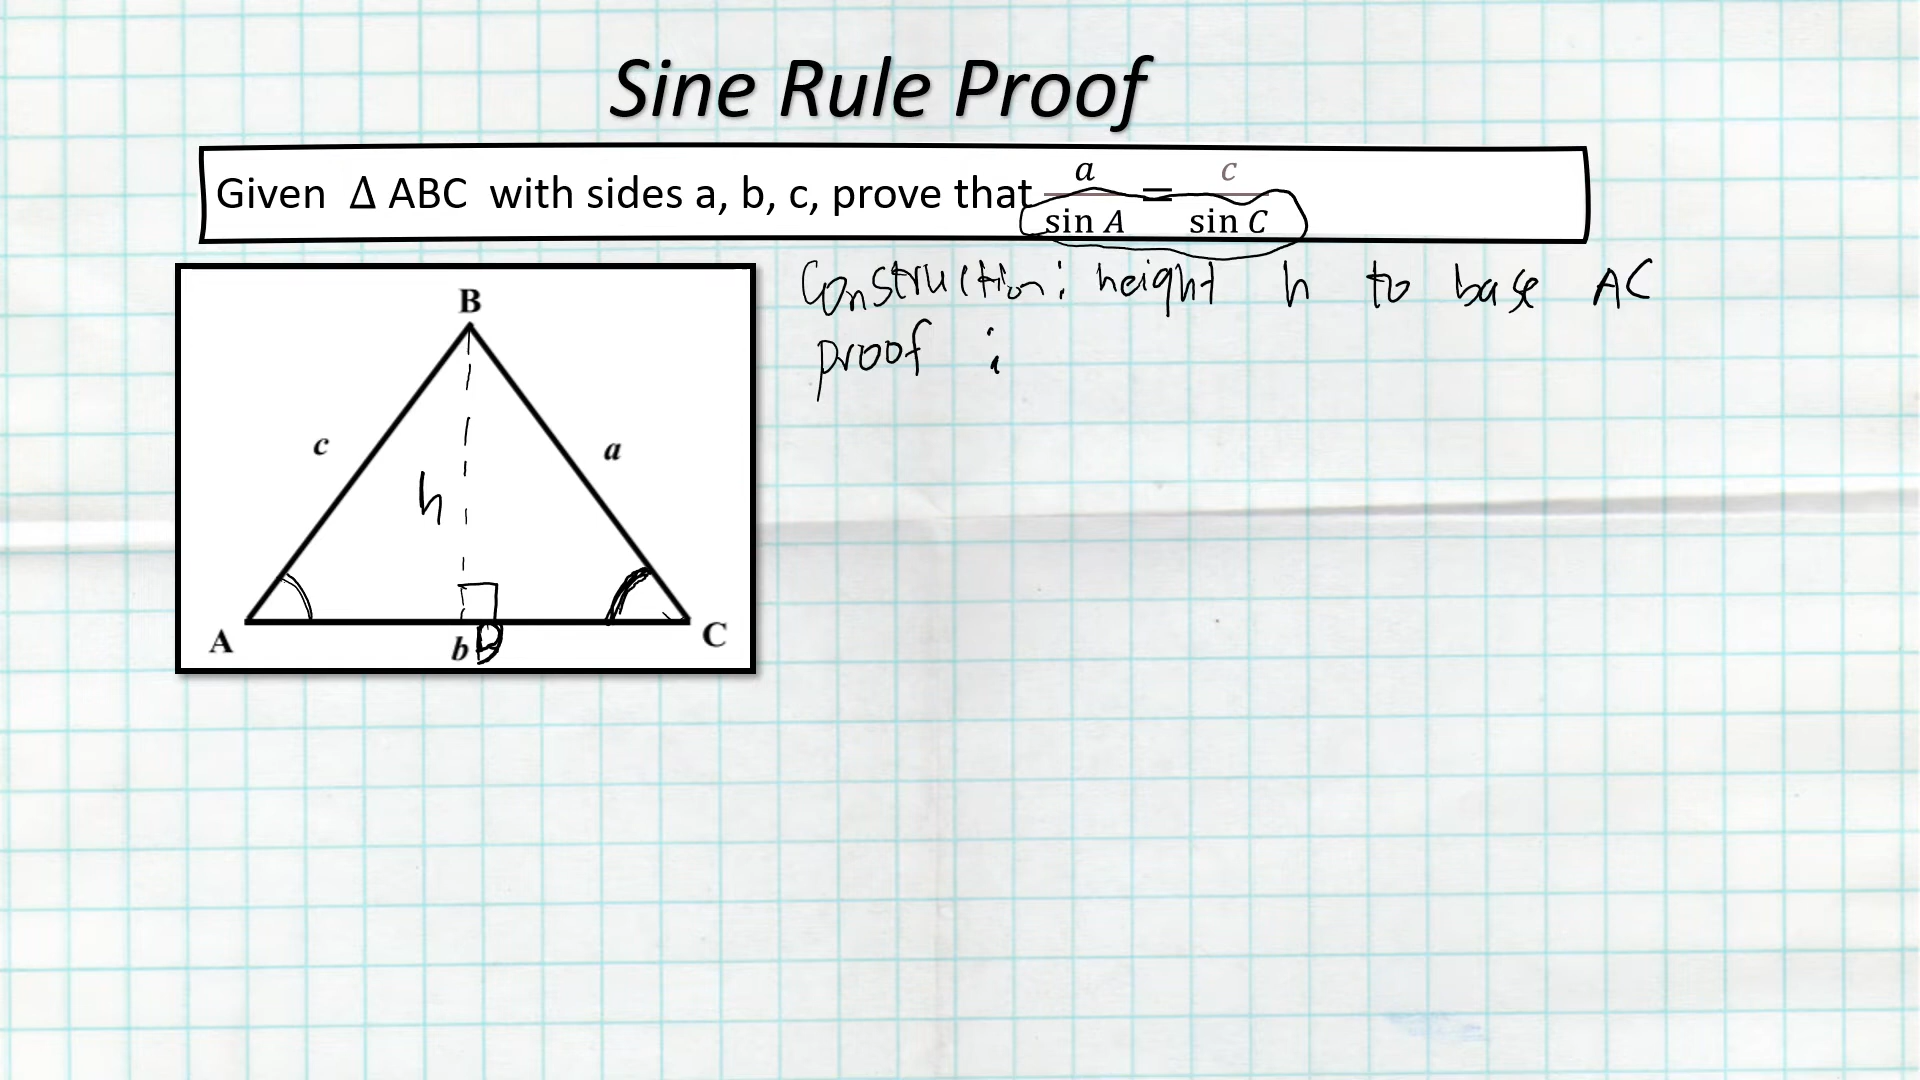 Sine Rule Proof
Given Δ ABC with sides a, b, c, prove that a/sin A = c/sin C
Construction: height h to base AC
proof :
B
c
a
h
A
b
D
C